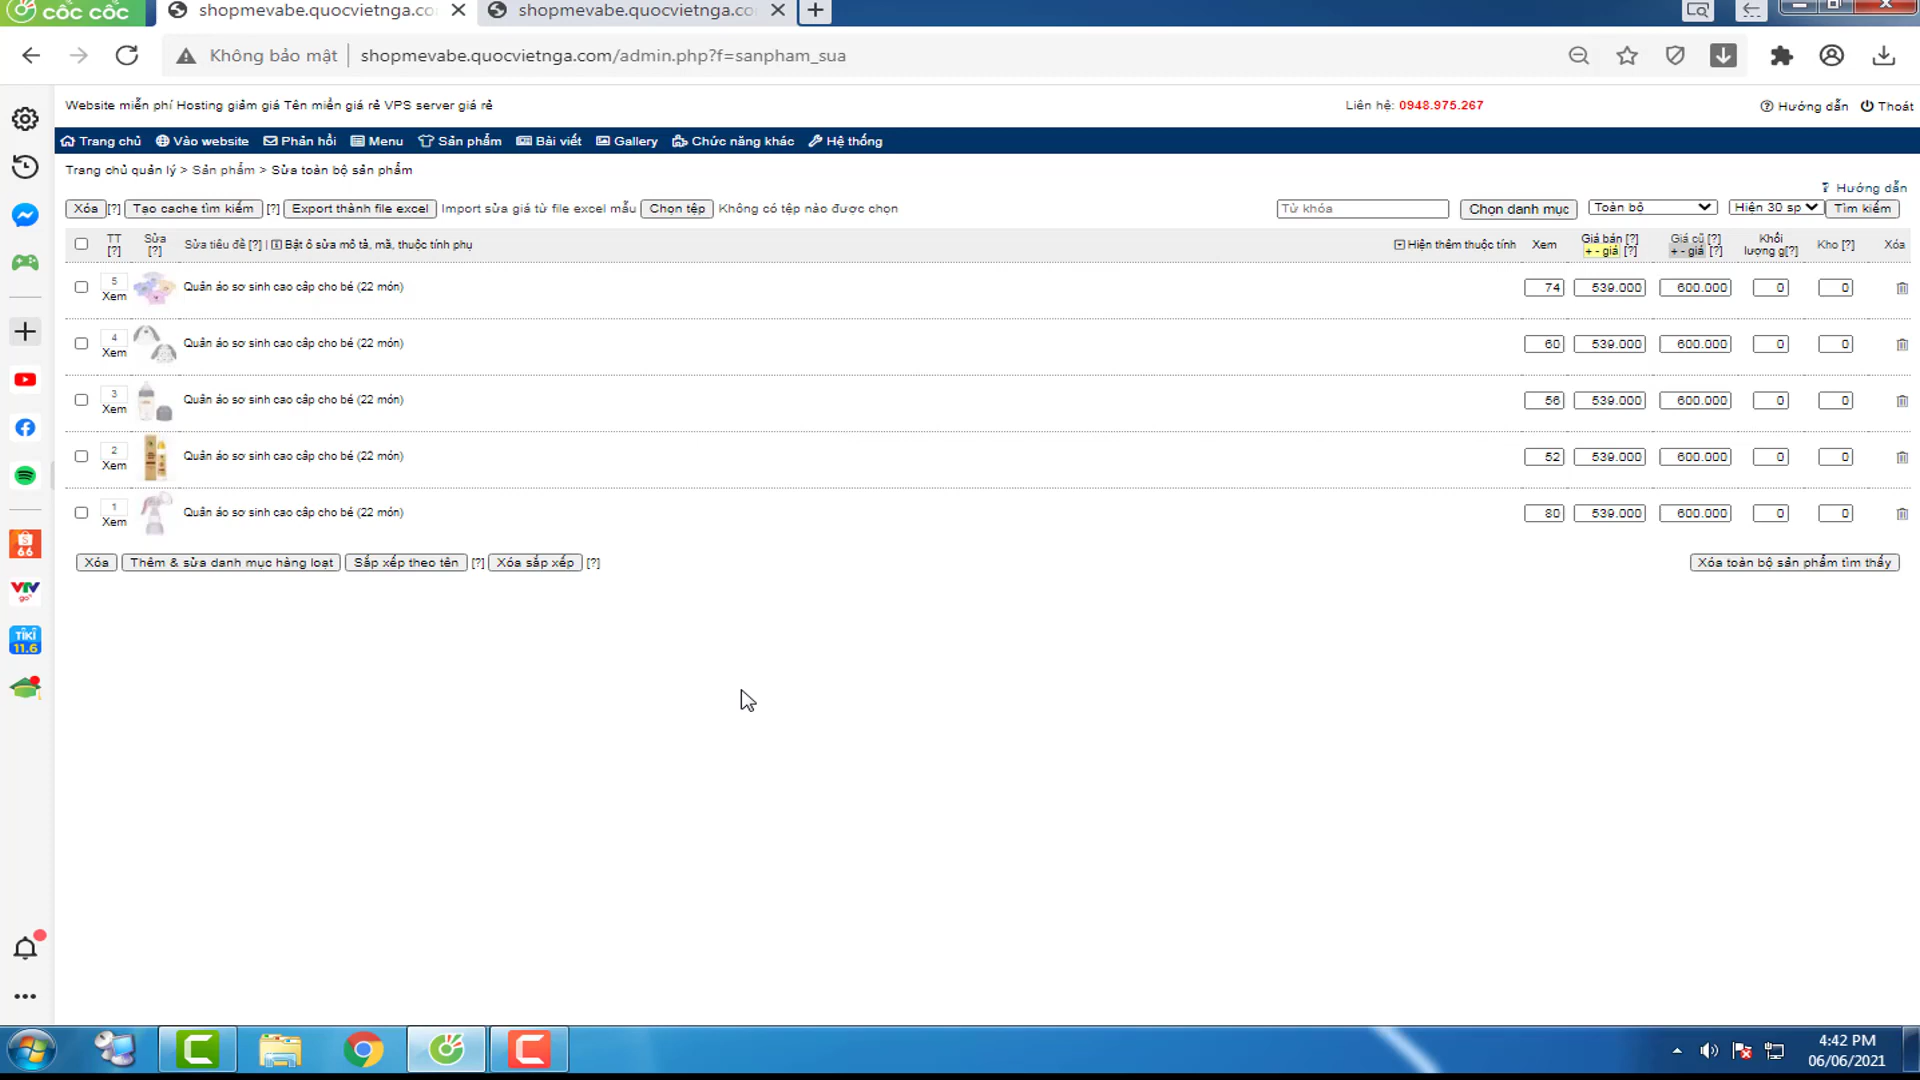 cốc cốc
shopmevabe.quocvietnga.co
shopmevabe.quocvietnga.co
Không bảo mật
shopmevabe.quocvietnga.com/admin.php?f=sanpham_sua
Website miễn phí Hosting giảm giá Tên miền giá rẻ VPS server giá rẻ
Liên hệ: 0948.975.267
Hướng dẫn Thoát
Trang chủ Vào website Phản hồi Menu Sản phẩm Bài viết Gallery Chức năng khác Hệ thống
Trang chủ quản lý > Sản phẩm > Sửa toàn bộ sản phẩm
Hướng dẫn
Xóa [?] Tạo cache tìm kiếm [?] Export thành file excel Import sửa giá từ file excel mẫu Chọn tệp Không có tệp nào được chọn
Từ khóa Chọn danh mục Toàn bộ Hiện 30 sp Tìm kiếm
TT [?] Sửa [?] Sửa tiêu đề [?] | Bật ô sửa mô tả, mã, thuộc tính phụ Hiện thêm thuộc tính Xem Giá bán [?] + - giá [?] Giá cũ [?] + - giá [?] Khối lượng g[?] Kho [?] Xóa
5 Xem Quần áo sơ sinh cao cấp cho bé (22 món) 74 539.000 600.000 0 0
4 Xem Quần áo sơ sinh cao cấp cho bé (22 món) 60 539.000 600.000 0 0
3 Xem Quần áo sơ sinh cao cấp cho bé (22 món) 56 539.000 600.000 0 0
2 Xem Quần áo sơ sinh cao cấp cho bé (22 món) 52 539.000 600.000 0 0
1 Xem Quần áo sơ sinh cao cấp cho bé (22 món) 80 539.000 600.000 0 0
Xóa Thêm & sửa danh mục hàng loạt Sắp xếp theo tên [?] Xóa sắp xếp [?]
Xóa toàn bộ sản phẩm tìm thấy
66
VTV
go
TIKI
11.6
4:42 PM
06/06/2021